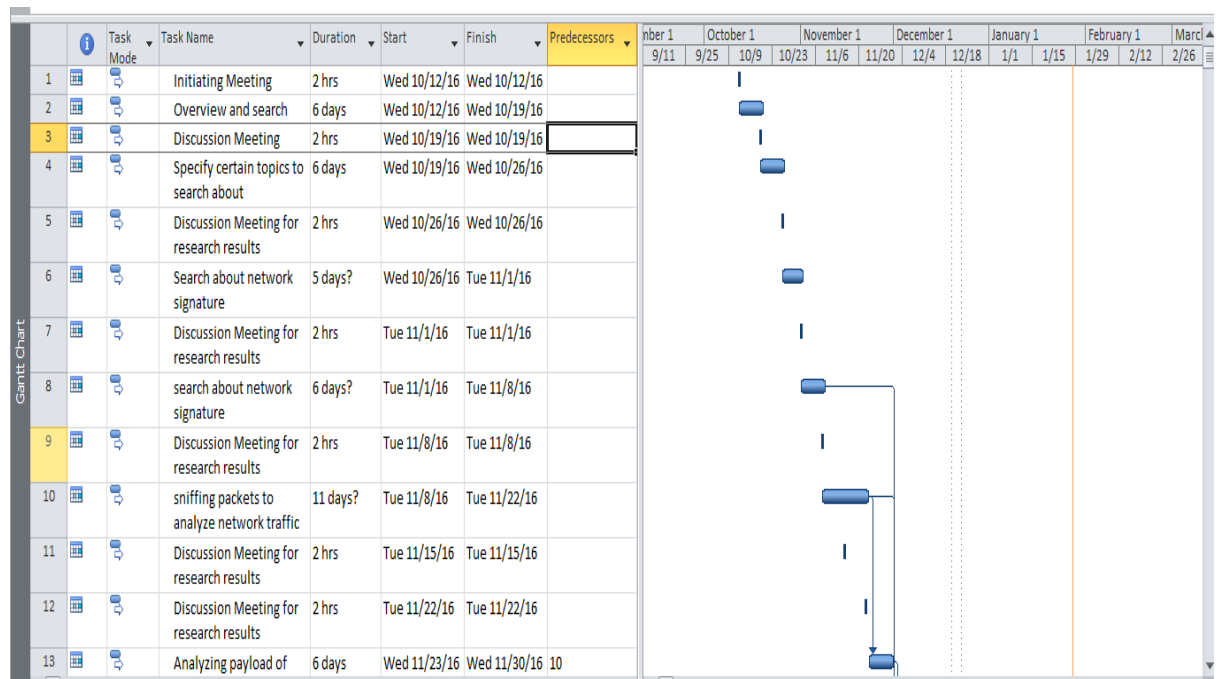 Task Mode Task Name Duration Start Finish Predecessors
nber 1 October 1 November 1 December 1 January 1 February 1 Marcl
9/11 9/25 10/9 10/23 11/6 11/20 12/4 12/18 1/1 1/15 1/29 2/12 2/26
Gantt Chart
1 Initiating Meeting 2 hrs Wed 10/12/16 Wed 10/12/16
2 Overview and search 6 days Wed 10/12/16 Wed 10/19/16
3 Discussion Meeting 2 hrs Wed 10/19/16 Wed 10/19/16
4 Specify certain topics to 6 days Wed 10/19/16 Wed 10/26/16
search about
5 Discussion Meeting for 2 hrs Wed 10/26/16 Wed 10/26/16
research results
6 Search about network 5 days? Wed 10/26/16 Tue 11/1/16
signature
7 Discussion Meeting for 2 hrs Tue 11/1/16 Tue 11/1/16
research results
8 search about network 6 days? Tue 11/1/16 Tue 11/8/16
signature
9 Discussion Meeting for 2 hrs Tue 11/8/16 Tue 11/8/16
research results
10 sniffing packets to 11 days? Tue 11/8/16 Tue 11/22/16
analyze network traffic
11 Discussion Meeting for 2 hrs Tue 11/15/16 Tue 11/15/16
research results
12 Discussion Meeting for 2 hrs Tue 11/22/16 Tue 11/22/16
research results
13 Analyzing payload of 6 days Wed 11/23/16 Wed 11/30/16 10